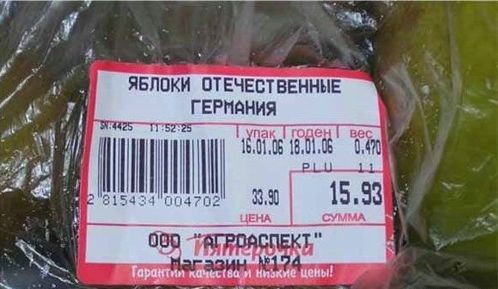 ЯБЛОКИ ОТЕЧЕСТВЕННЫЕ
ГЕРМАНИЯ
SN:4425 11:52:25
упак годен вес
16.01.06 18.01.06 0.470
PLU 11
2 815434 004702
33.90 15.93
ЦЕНА СУММА
ООО "АГРОАСПЕКТ"
Пятёрочка
Магазин №174
Гарантии качества и низкие цены!